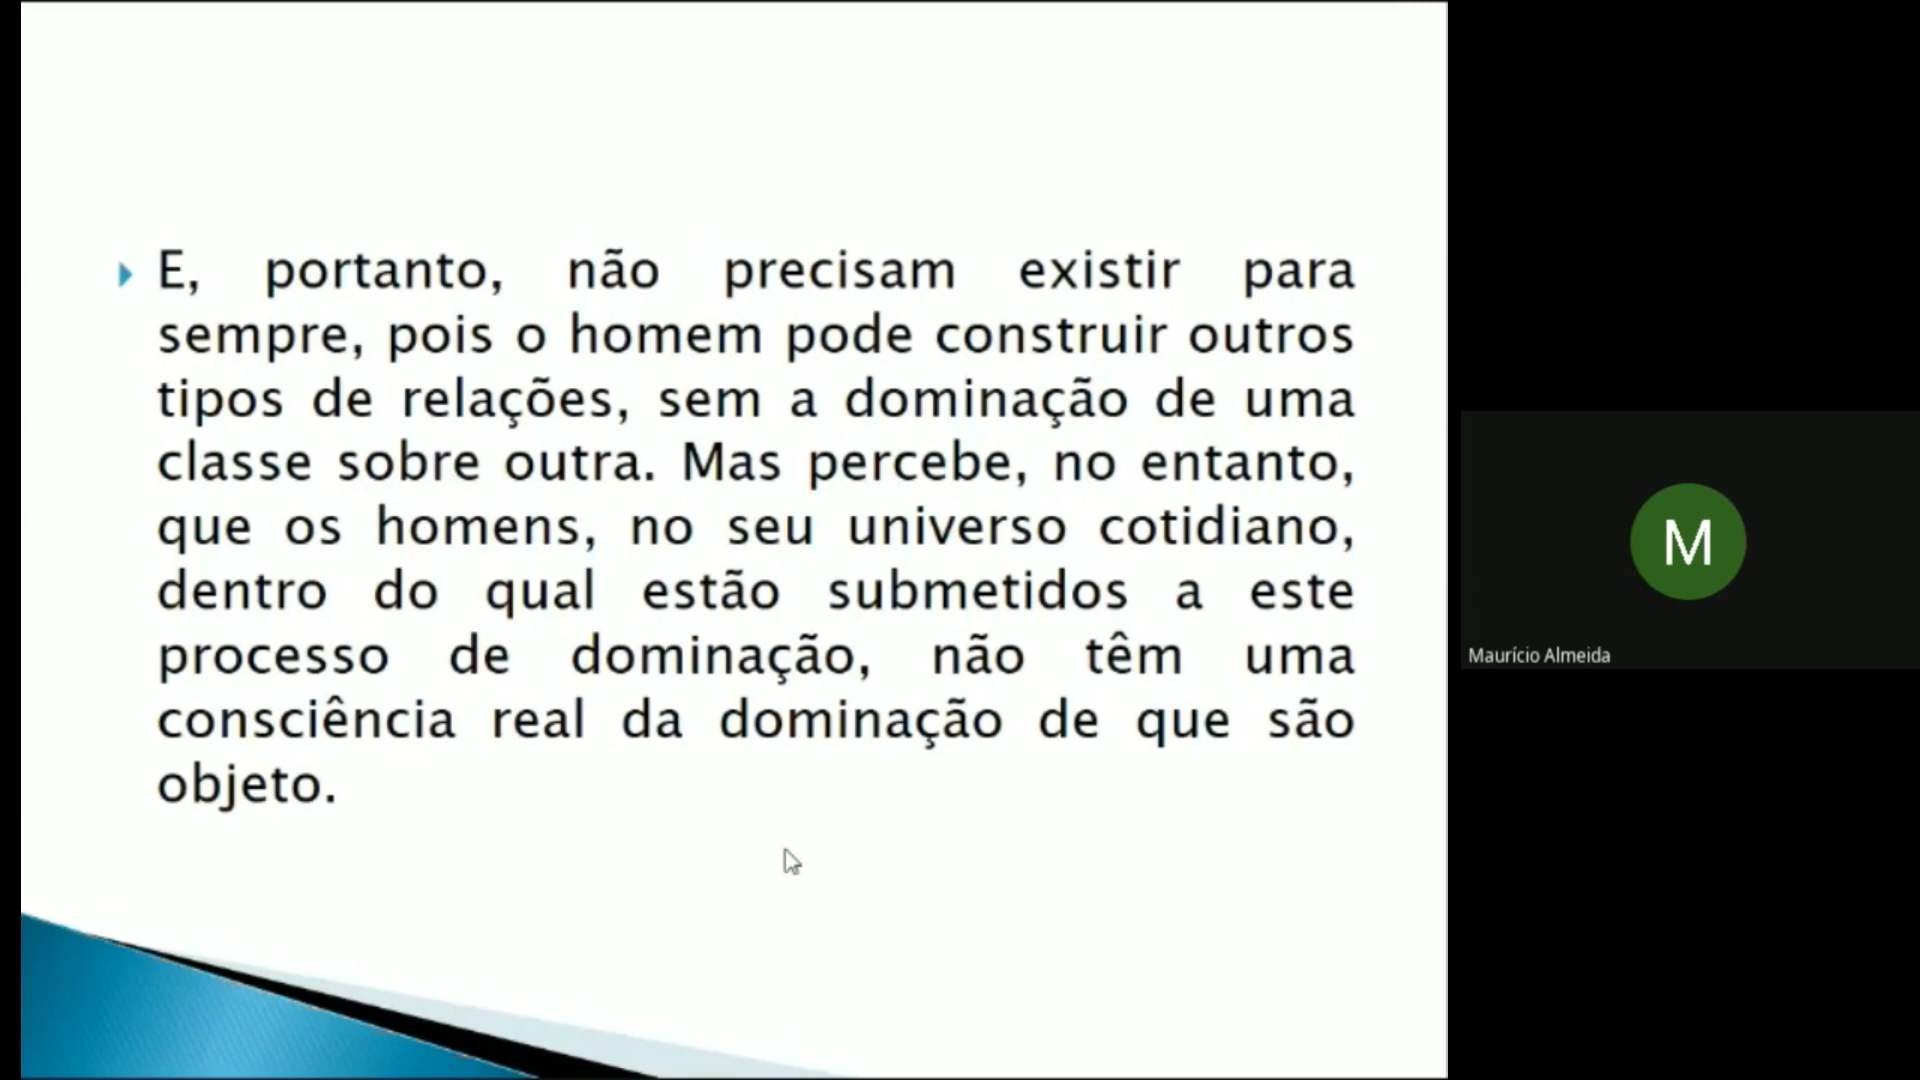 E, portanto, não precisam existir para
sempre, pois o homem pode construir outros
tipos de relações, sem a dominação de uma
classe sobre outra. Mas percebe, no entanto,
que os homens, no seu universo cotidiano,
dentro do qual estão submetidos a este
processo de dominação, não têm uma
consciência real da dominação de que são
objeto.
M
Maurício Almeida